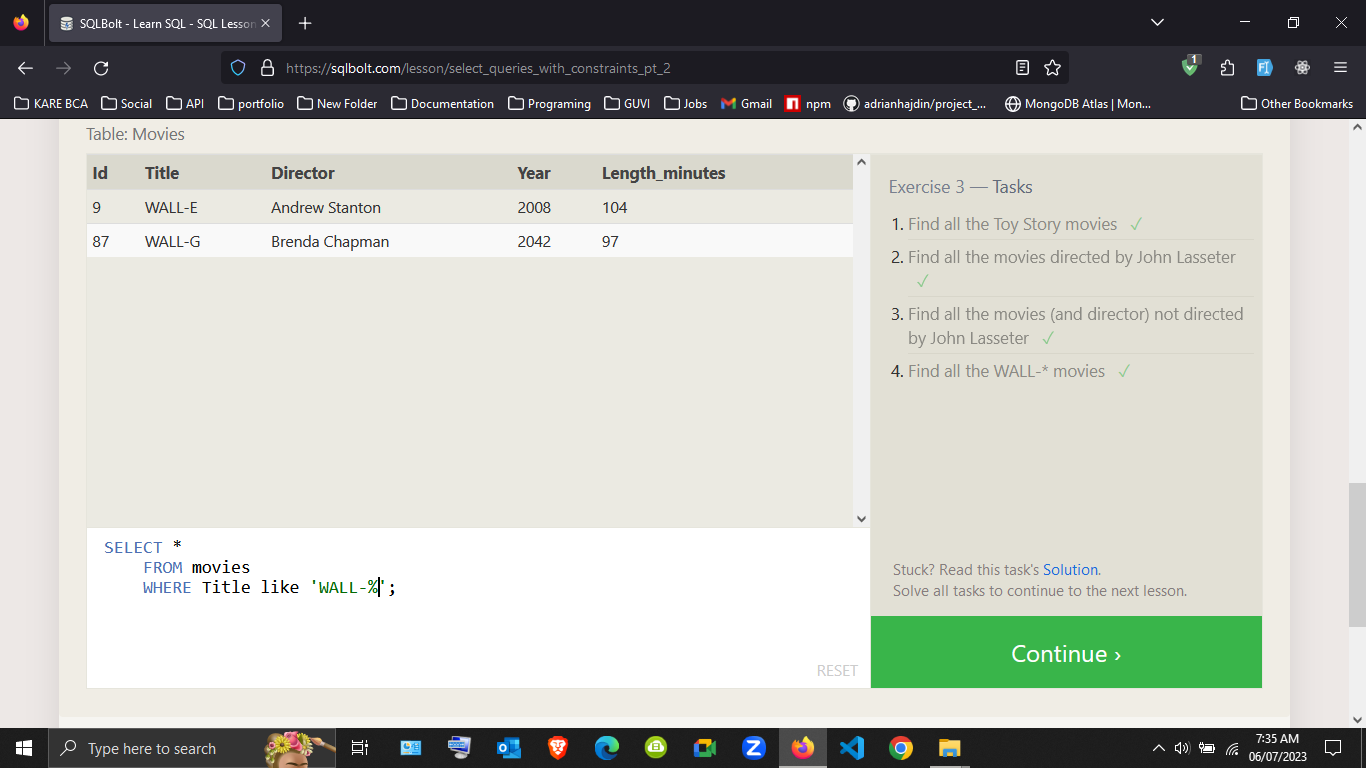 SQLBolt - Learn SQL - SQL Lesson
https://sqlbolt.com/lesson/select_queries_with_constraints_pt_2
1
KARE BCA Social API portfolio New Folder Documentation Programing GUVI Jobs Gmail npm adrianhajdin/project_... MongoDB Atlas | Mon... Other Bookmarks
Table: Movies
Id Title Director Year Length_minutes
9 WALL-E Andrew Stanton 2008 104
87 WALL-G Brenda Chapman 2042 97
Exercise 3 — Tasks
1. Find all the Toy Story movies ✓
2. Find all the movies directed by John Lasseter
✓
3. Find all the movies (and director) not directed
by John Lasseter ✓
4. Find all the WALL-* movies ✓
SELECT *
FROM movies
WHERE Title like 'WALL-%';
RESET
Stuck? Read this task's Solution.
Solve all tasks to continue to the next lesson.
Continue ›
Type here to search
7:35 AM
06/07/2023